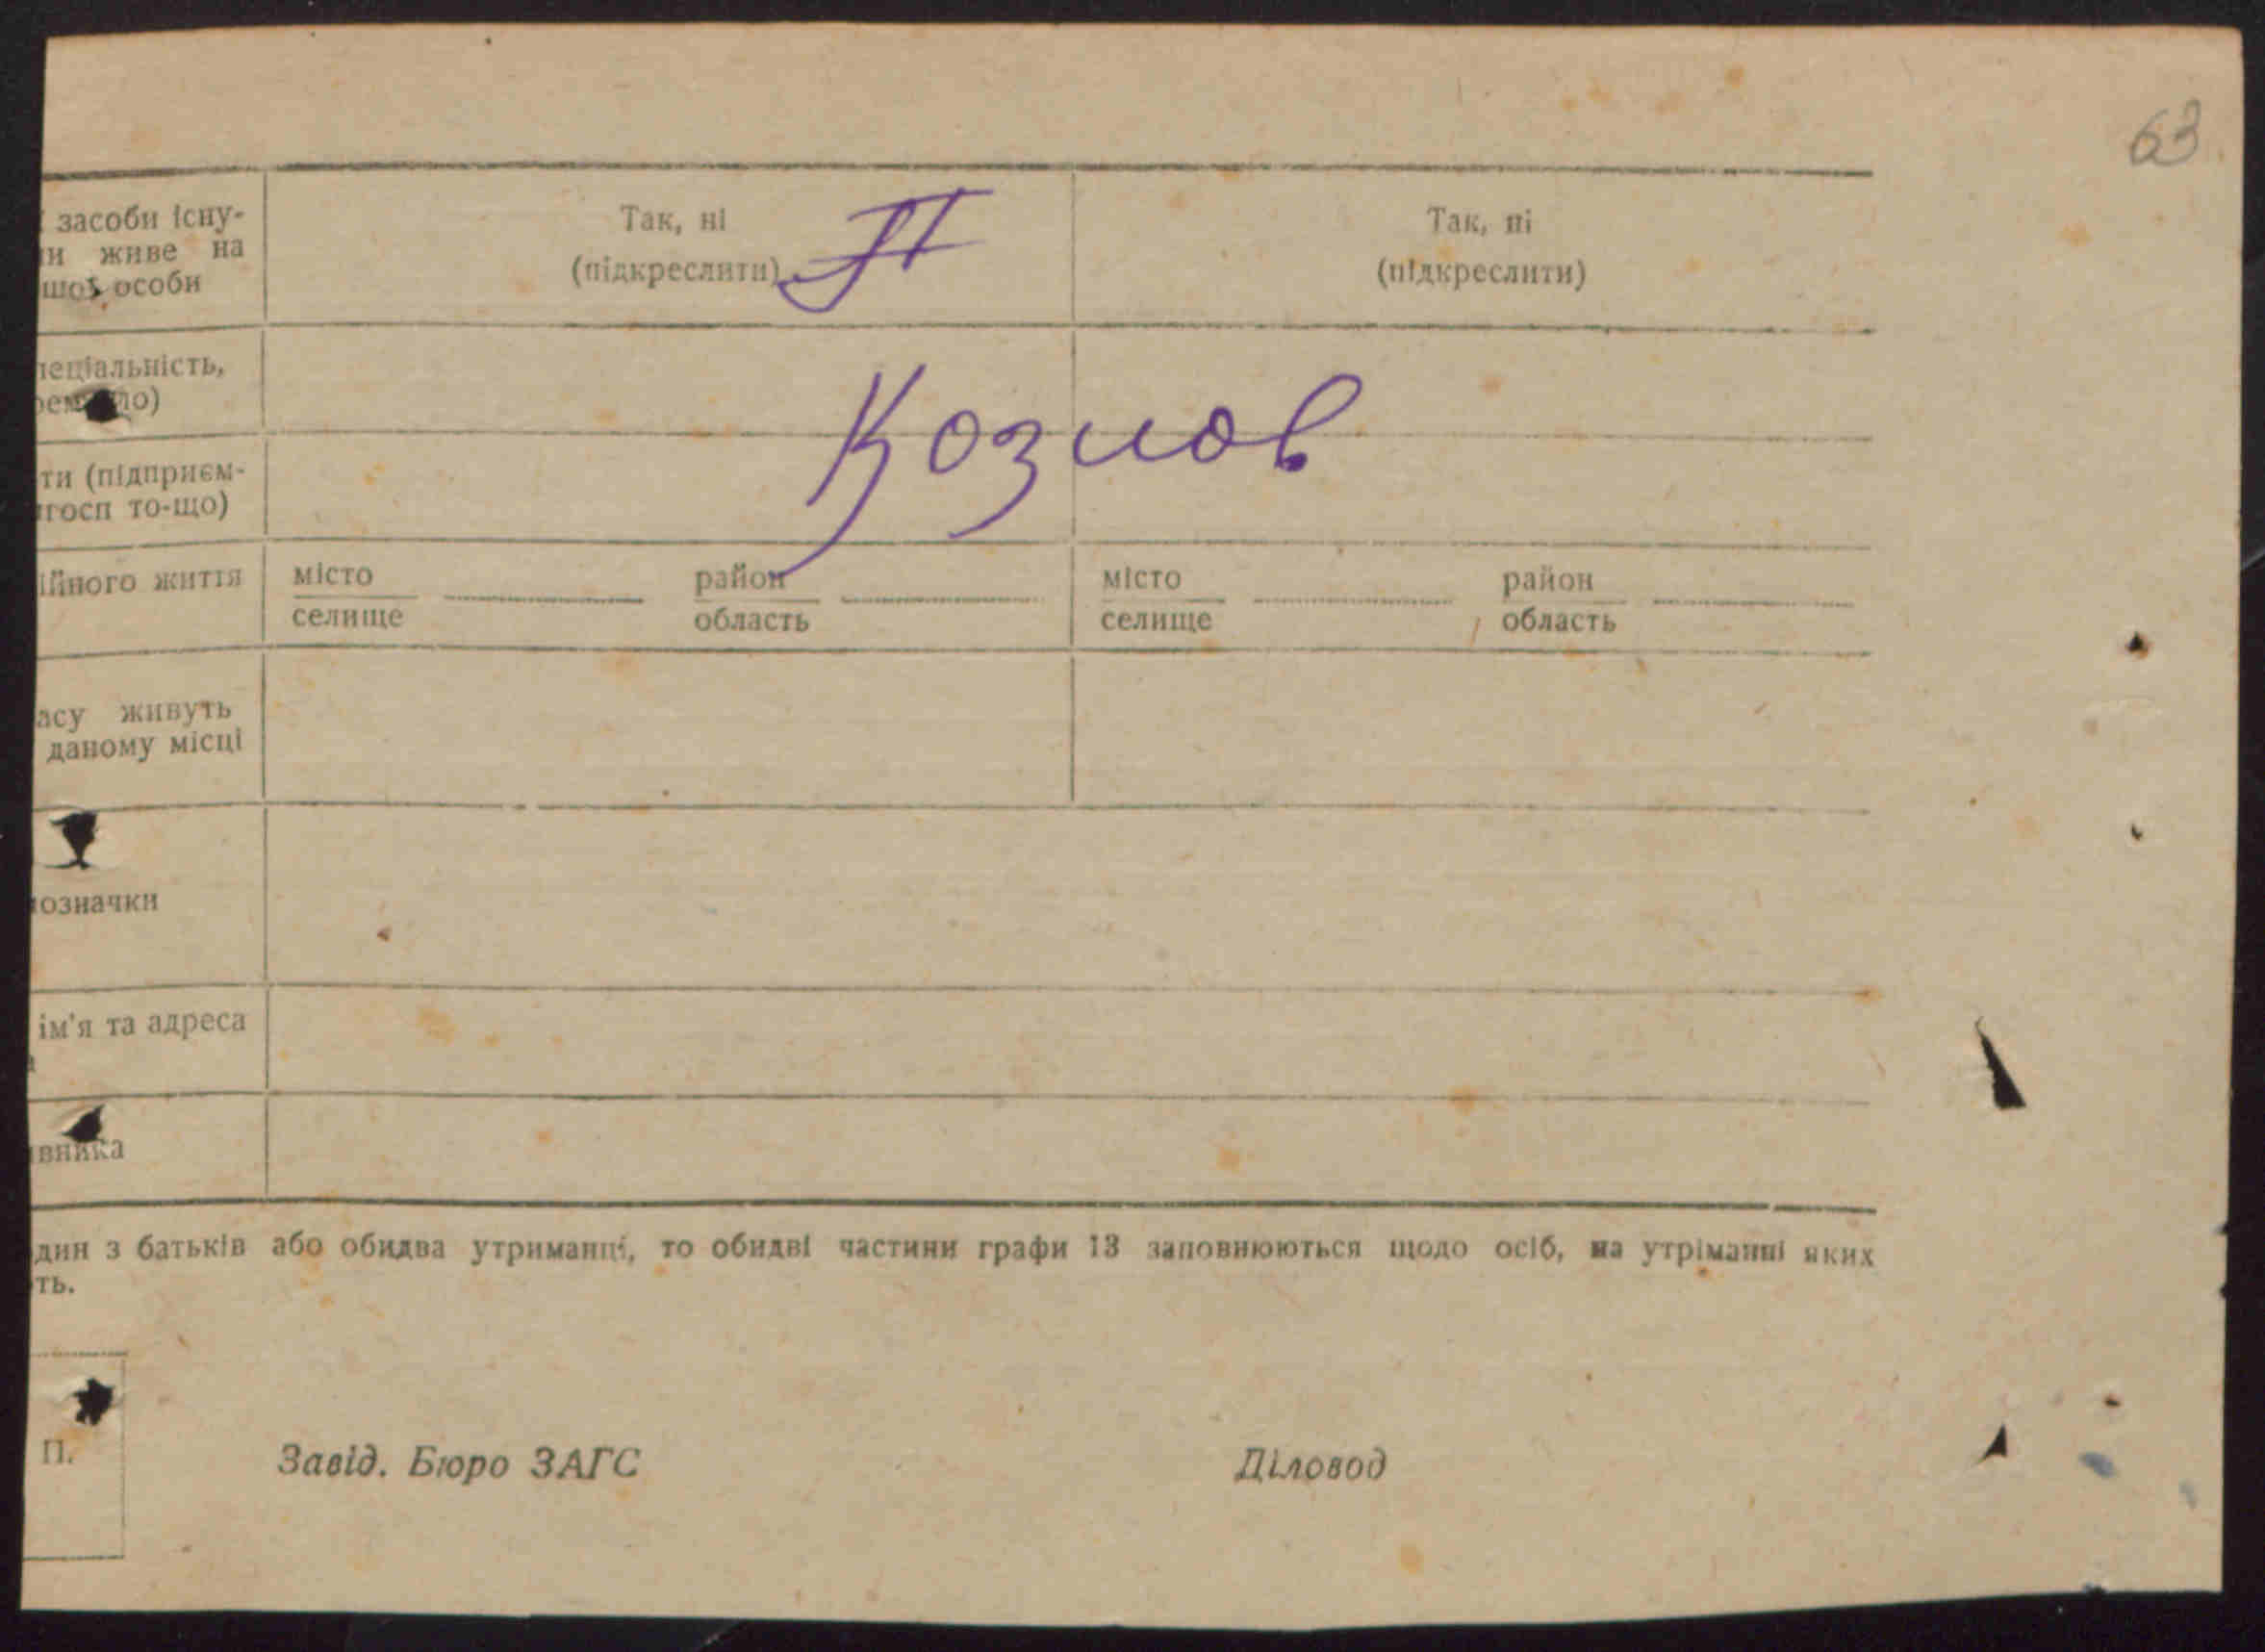 63
засоби існу-
и живе на
шої особи
Так, ні
(підкреслити)
Так, ні
(підкреслити)
пеціальність,
Козлов
ти (підприєм-
госп то-що)
ійного життя
місто
селище
район
область
місто
селище
район
область
асу живуть
даному місці
означки
ім'я та адреса
вника
дин з батьків або обидва утриманці, то обидві частини графи 13 заповнюються щодо осіб, на утріманні яких
ть.
П.
Завід. Бюро ЗАГС
Діловод